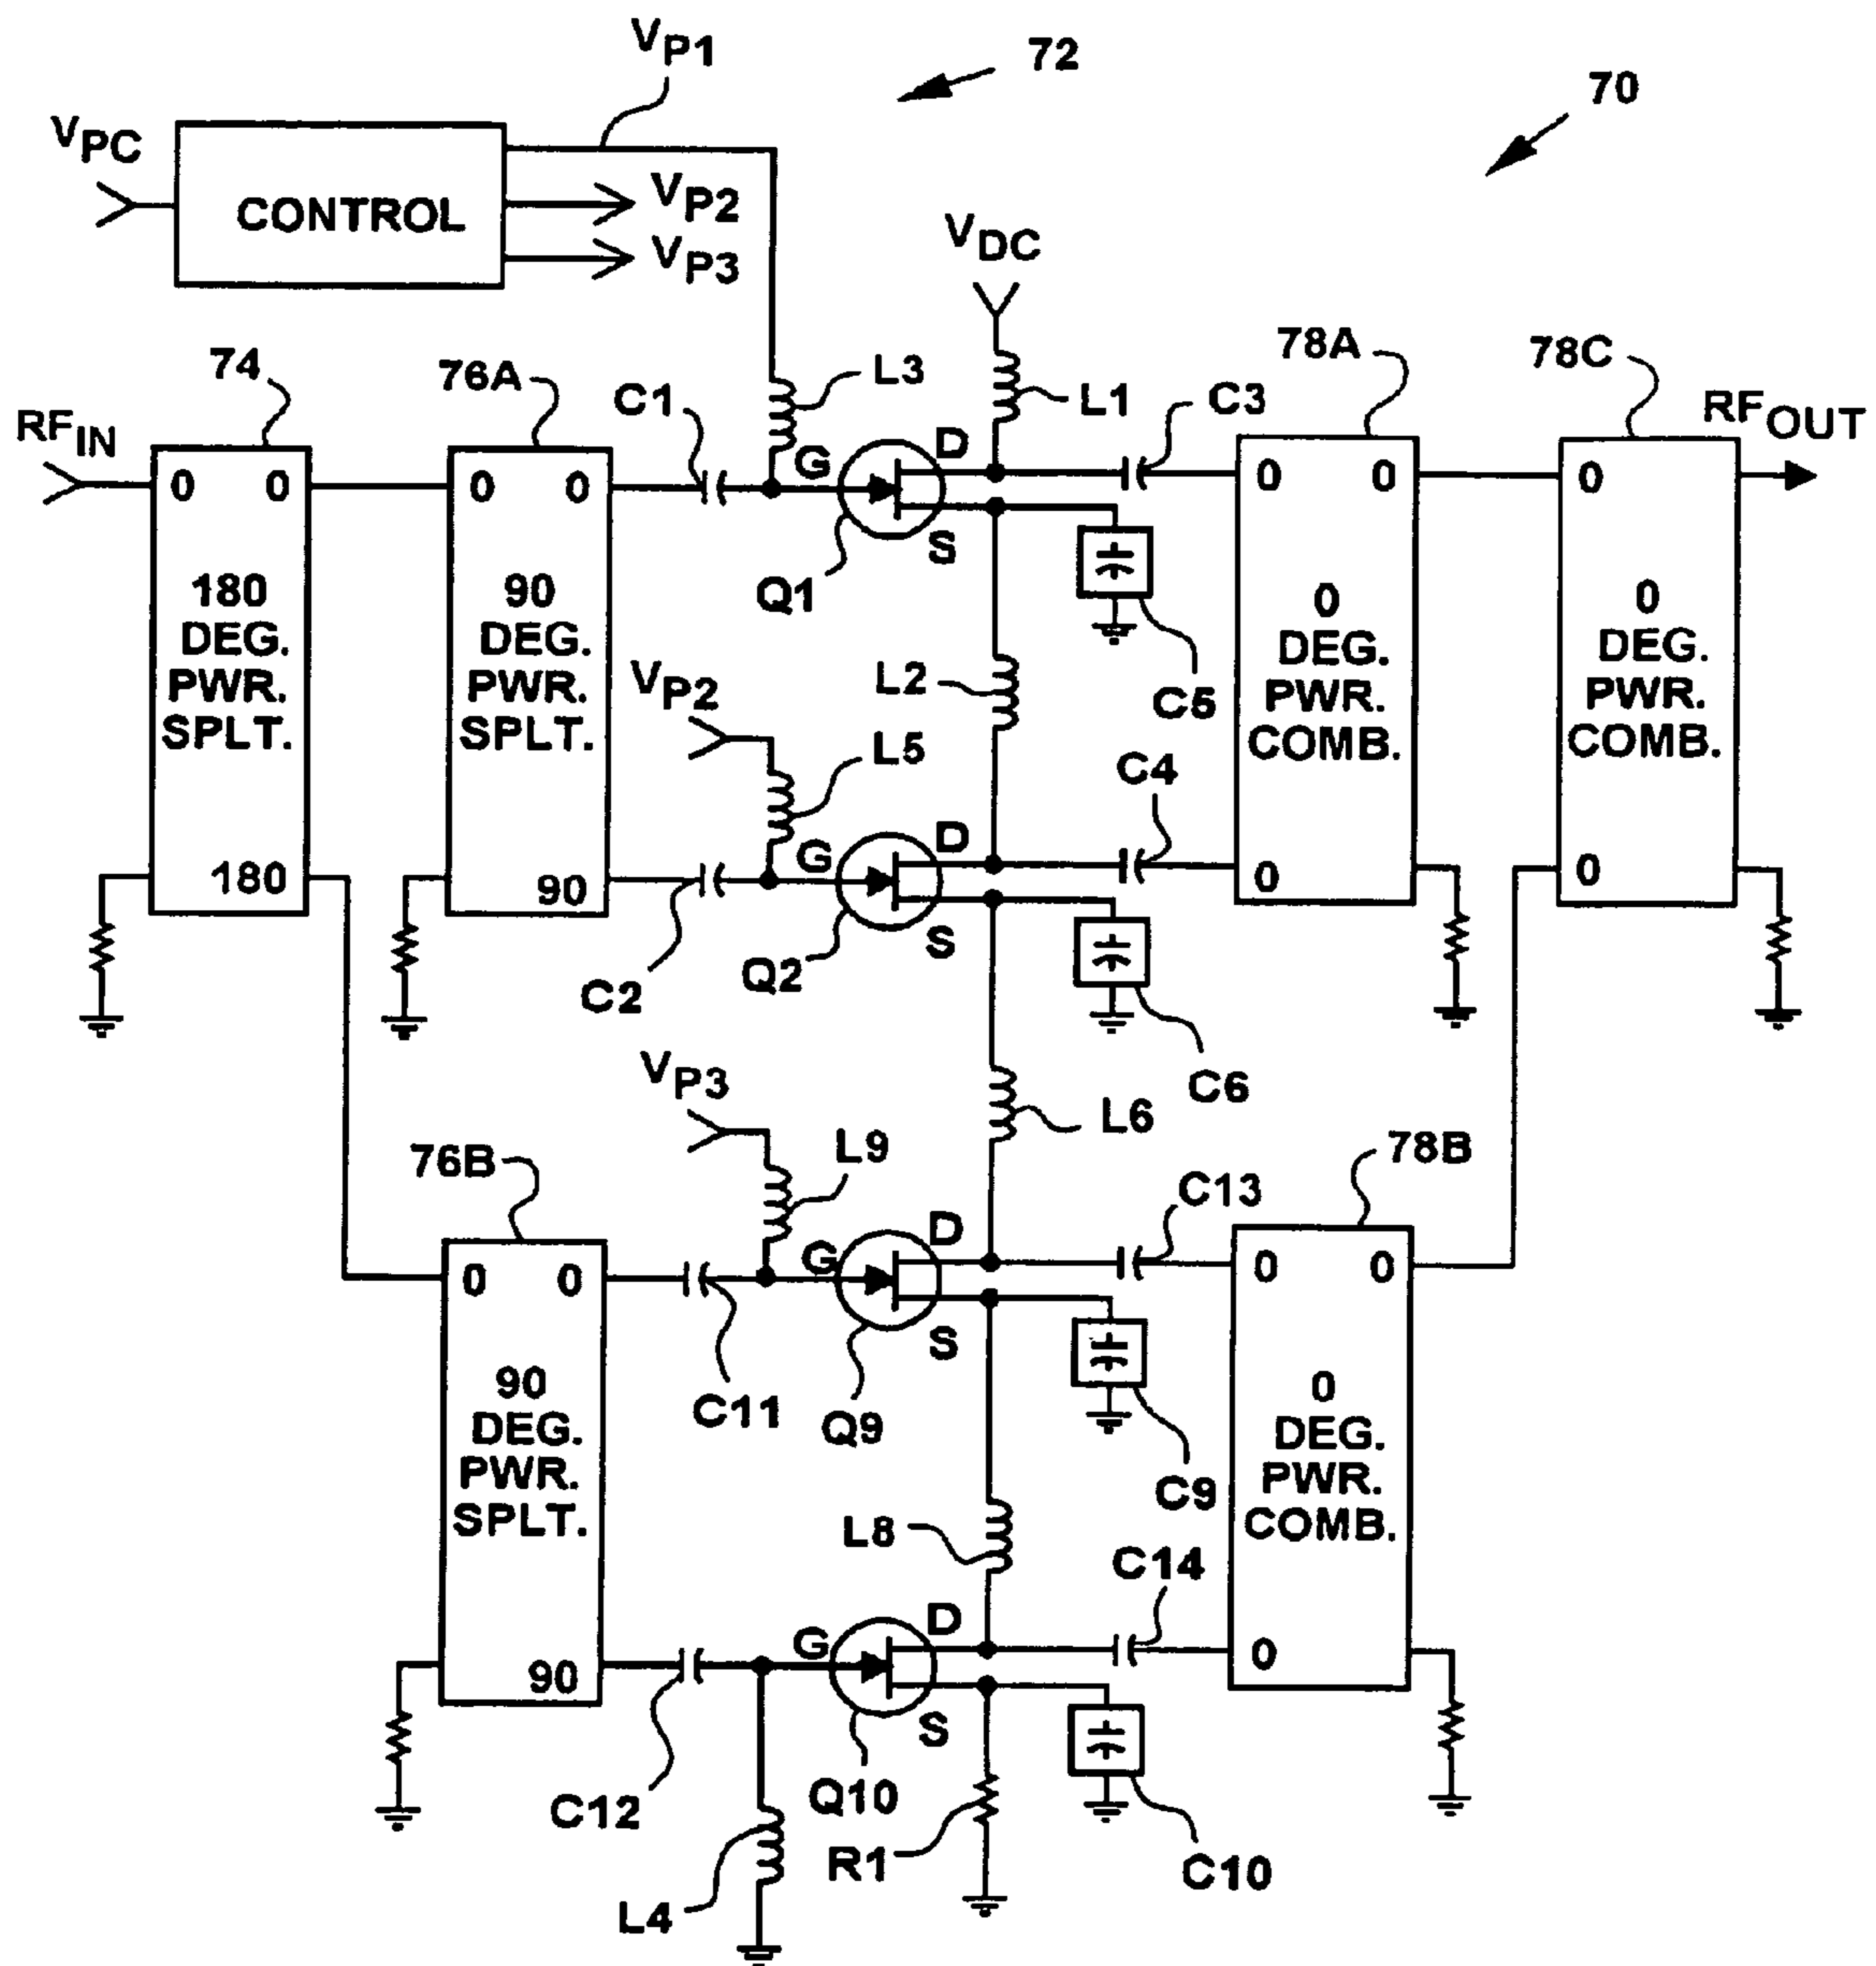 VP1
72
70
VPC
CONTROL
VP2
VP3
VDC
74
76A
C1
L3
L1
C3
78A
78C
RFIN
RFOUT
0 0
180
DEG.
PWR.
SPLT.
180
0 0
90
DEG.
PWR.
SPLT.
90
G
D
S
Q1
C5
0 0
0
DEG.
PWR.
COMB.
0
0
0
DEG.
PWR.
COMB.
0
VP2
L5
L2
C4
G
D
S
C2
Q2
C6
VP3
L9
L6
76B
C13
78B
0 0
90
DEG.
PWR.
SPLT.
90
G
D
S
C11
Q9
C9
0 0
0
DEG.
PWR.
COMB.
0
L8
C14
G
D
S
C12
Q10
R1
C10
L4